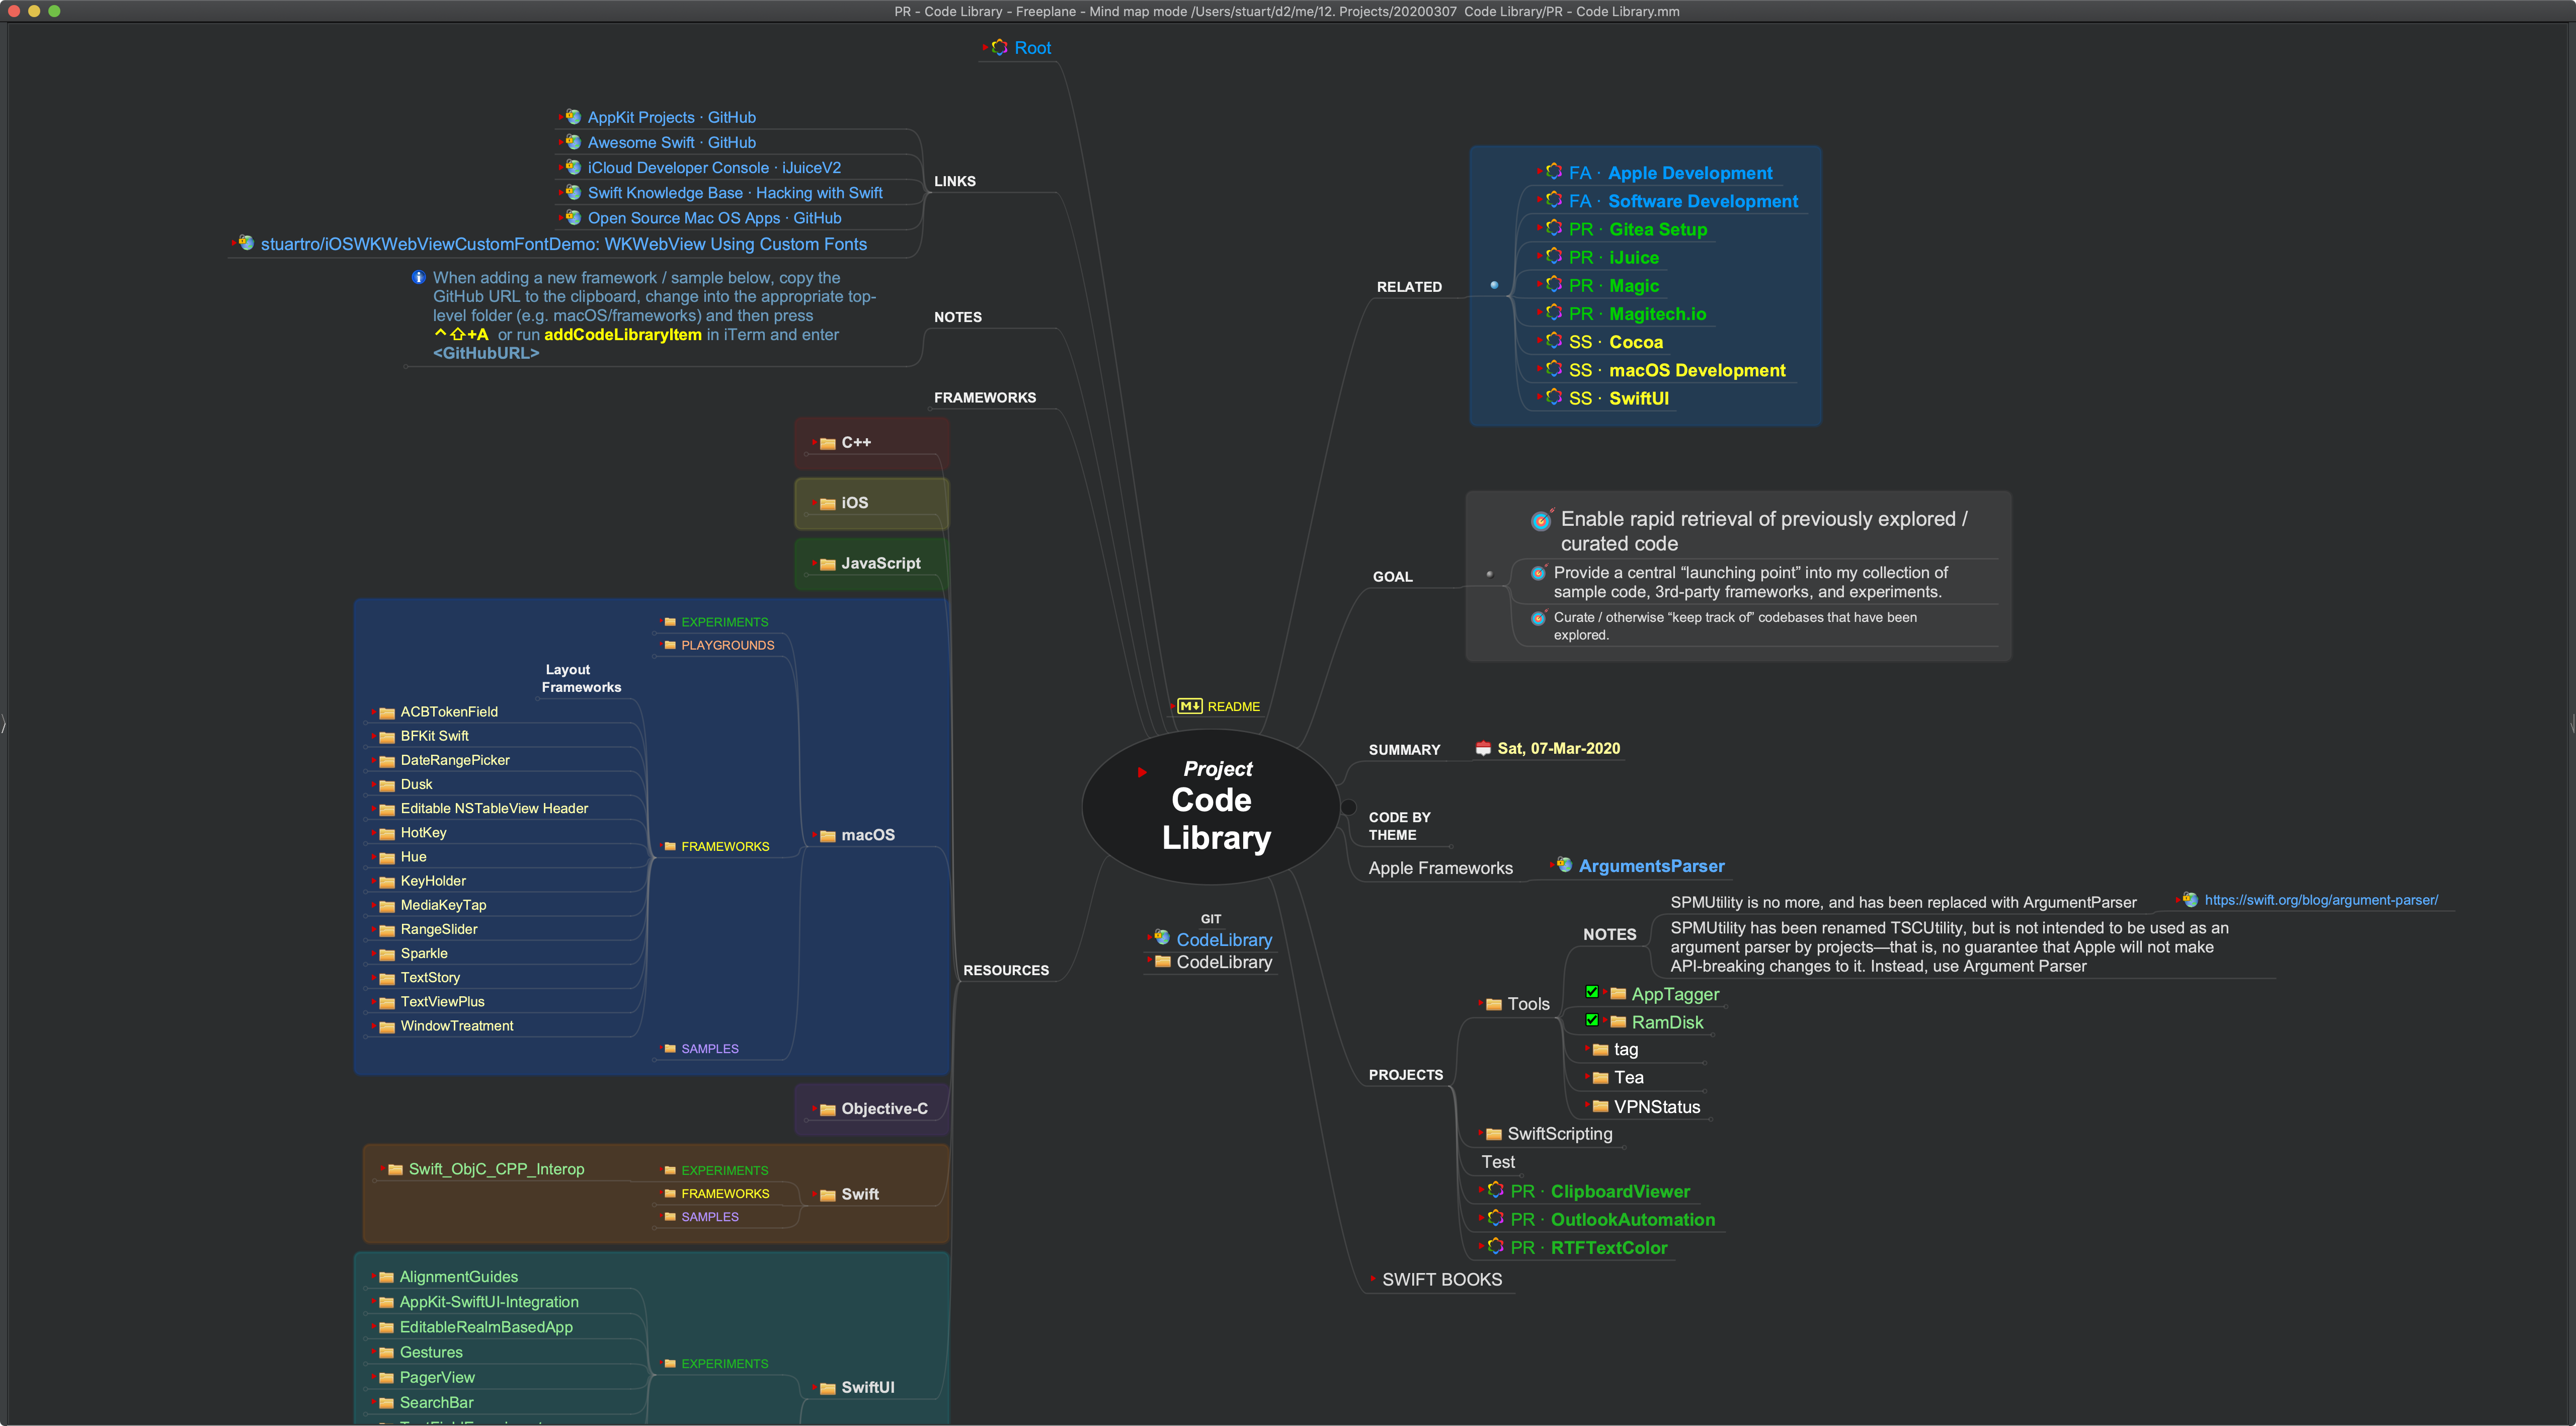 PR - Code Library - Freeplane - Mind map mode /Users/stuart/d2/me/12. Projects/20200307 Code Library/PR - Code Library.mm
Root
AppKit Projects · GitHub
Awesome Swift · GitHub
iCloud Developer Console · iJuiceV2
Swift Knowledge Base · Hacking with Swift
Open Source Mac OS Apps · GitHub
stuartro/iOSWKWebViewCustomFontDemo: WKWebView Using Custom Fonts
LINKS
When adding a new framework / sample below, copy the
GitHub URL to the clipboard, change into the appropriate top-
level folder (e.g. macOS/frameworks) and then press
^⇧+A or run addCodeLibraryItem in iTerm and enter
<GitHubURL>
NOTES
FRAMEWORKS
C++
iOS
JavaScript
EXPERIMENTS
PLAYGROUNDS
Layout
Frameworks
ACBTokenField
BFKit Swift
DateRangePicker
Dusk
Editable NSTableView Header
HotKey
Hue
KeyHolder
MediaKeyTap
RangeSlider
Sparkle
TextStory
TextViewPlus
WindowTreatment
FRAMEWORKS
SAMPLES
macOS
Objective-C
Swift_ObjC_CPP_Interop
EXPERIMENTS
FRAMEWORKS
SAMPLES
Swift
AlignmentGuides
AppKit-SwiftUI-Integration
EditableRealmBasedApp
Gestures
PagerView
SearchBar
EXPERIMENTS
SwiftUI
RESOURCES
M↓ README
Project
Code
Library
GIT
CodeLibrary
CodeLibrary
RELATED
FA · Apple Development
FA · Software Development
PR · Gitea Setup
PR · iJuice
PR · Magic
PR · Magitech.io
SS · Cocoa
SS · macOS Development
SS · SwiftUI
GOAL
Enable rapid retrieval of previously explored /
curated code
Provide a central “launching point” into my collection of
sample code, 3rd-party frameworks, and experiments.
Curate / otherwise “keep track of” codebases that have been
explored.
SUMMARY
Sat, 07-Mar-2020
CODE BY
THEME
Apple Frameworks
ArgumentsParser
PROJECTS
Tools
NOTES
SPMUtility is no more, and has been replaced with ArgumentParser
https://swift.org/blog/argument-parser/
SPMUtility has been renamed TSCUtility, but is not intended to be used as an
argument parser by projects—that is, no guarantee that Apple will not make
API-breaking changes to it. Instead, use Argument Parser
AppTagger
RamDisk
tag
Tea
VPNStatus
SwiftScripting
Test
PR · ClipboardViewer
PR · OutlookAutomation
PR · RTFTextColor
SWIFT BOOKS